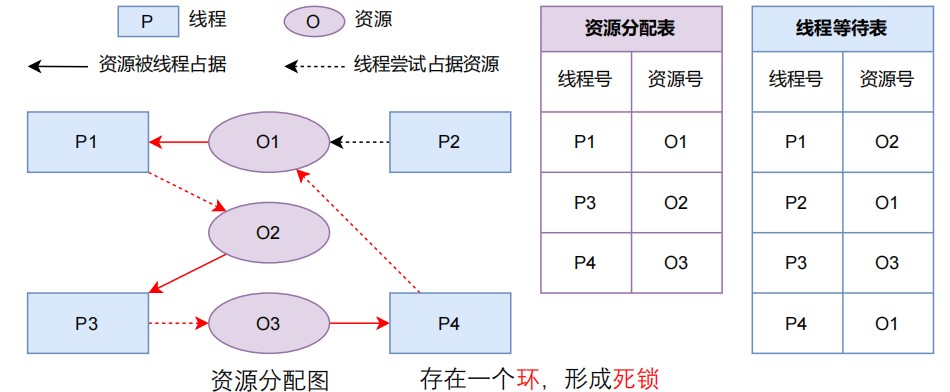 P 线程 O 资源
资源被线程占据 线程尝试占据资源
P1 O1 P2
O2
P3 O3 P4
资源分配图 存在一个环，形成死锁
资源分配表
线程号 资源号
P1 O1
P3 O2
P4 O3
线程等待表
线程号 资源号
P1 O2
P2 O1
P3 O3
P4 O1